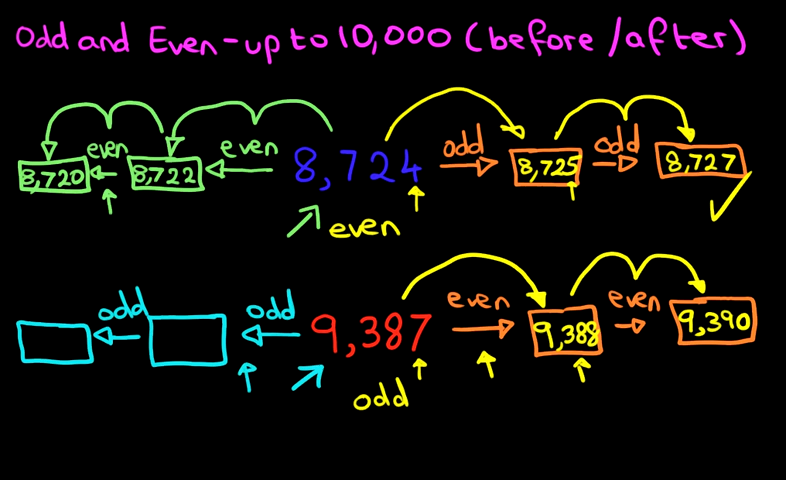 Odd and Even - up to 10,000 (before / after)
even even odd odd
8,720 8,722 8,724 8,725 8,727
even
odd odd even even
9,387 9,388 9,390
odd